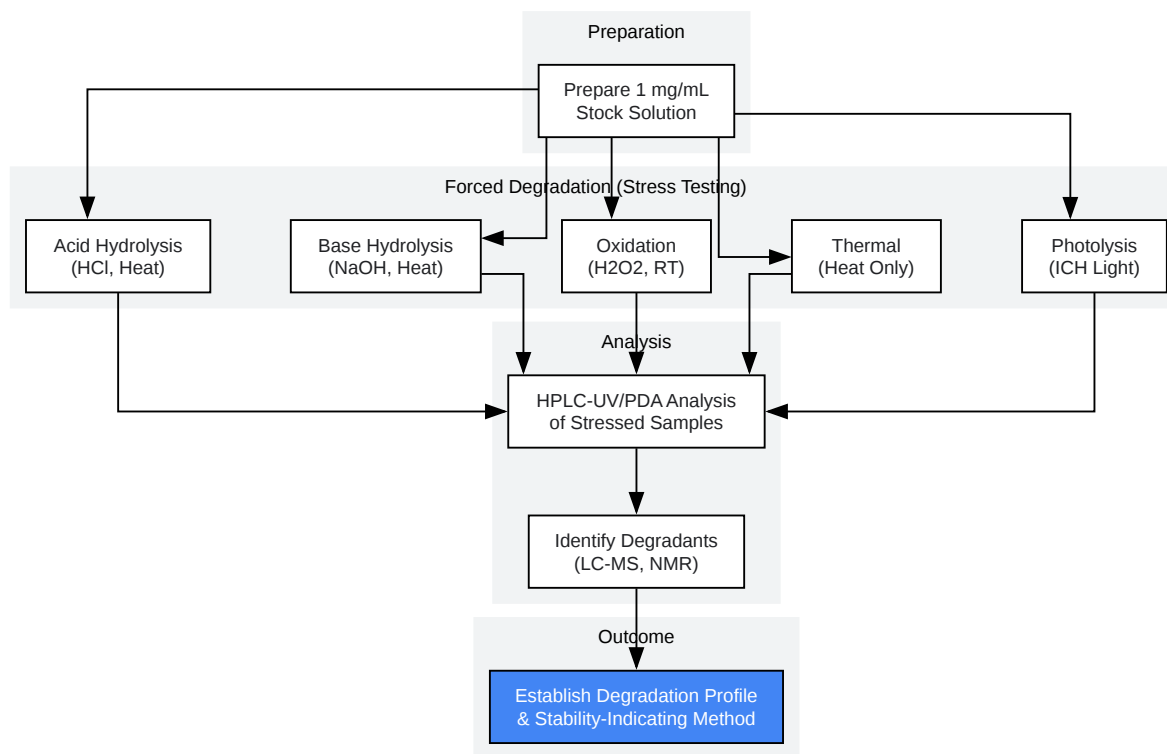 Preparation
Prepare 1 mg/mL
Stock Solution
Forced Degradation (Stress Testing)
Acid Hydrolysis
(HCl, Heat)
Base Hydrolysis
(NaOH, Heat)
Oxidation
(H2O2, RT)
Thermal
(Heat Only)
Photolysis
(ICH Light)
Analysis
HPLC-UV/PDA Analysis
of Stressed Samples
Identify Degradants
(LC-MS, NMR)
Outcome
Establish Degradation Profile
& Stability-Indicating Method